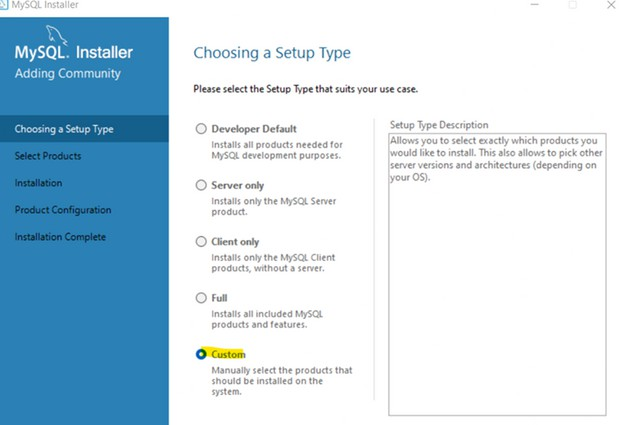 MySQL Installer
MySQL. Installer
Adding Community
Choosing a Setup Type
Select Products
Installation
Product Configuration
Installation Complete
Choosing a Setup Type
Please select the Setup Type that suits your use case.
Developer Default
Installs all products needed for
MySQL development purposes.
Server only
Installs only the MySQL Server
product.
Client only
Installs only the MySQL Client
products, without a server.
Full
Installs all included MySQL
products and features.
Custom
Manually select the products that
should be installed on the
system.
Setup Type Description
Allows you to select exactly which products you
would like to install. This also allows to pick other
server versions and architectures (depending on
your OS).